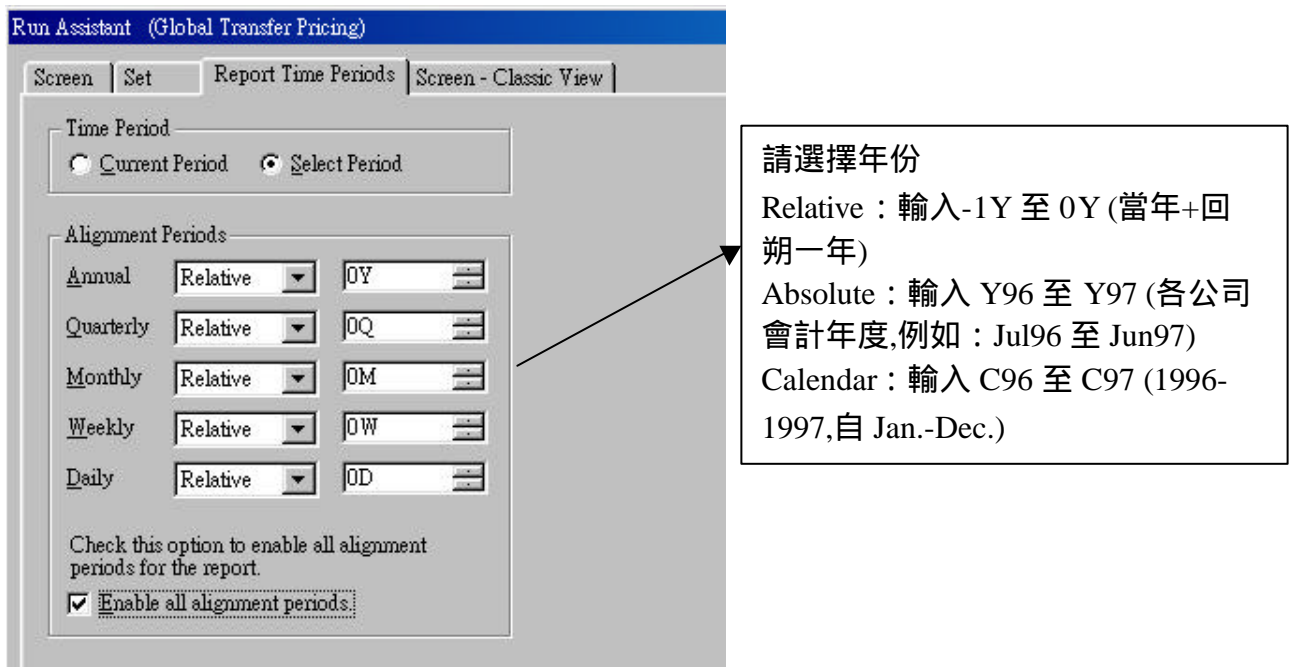 Run Assistant (Global Transfer Pricing)
Screen Set Report Time Periods Screen - Classic View
Time Period
Current Period Select Period
Alignment Periods
Annual Relative 0Y
Quarterly Relative 0Q
Monthly Relative 0M
Weekly Relative 0W
Daily Relative 0D
Check this option to enable all alignment
periods for the report.
Enable all alignment periods.
請選擇年份
Relative：輸入-1Y 至 0Y (當年+回
朔一年)
Absolute：輸入 Y96 至 Y97 (各公司
會計年度,例如：Jul96 至 Jun97)
Calendar：輸入 C96 至 C97 (1996-
1997,自 Jan.-Dec.)